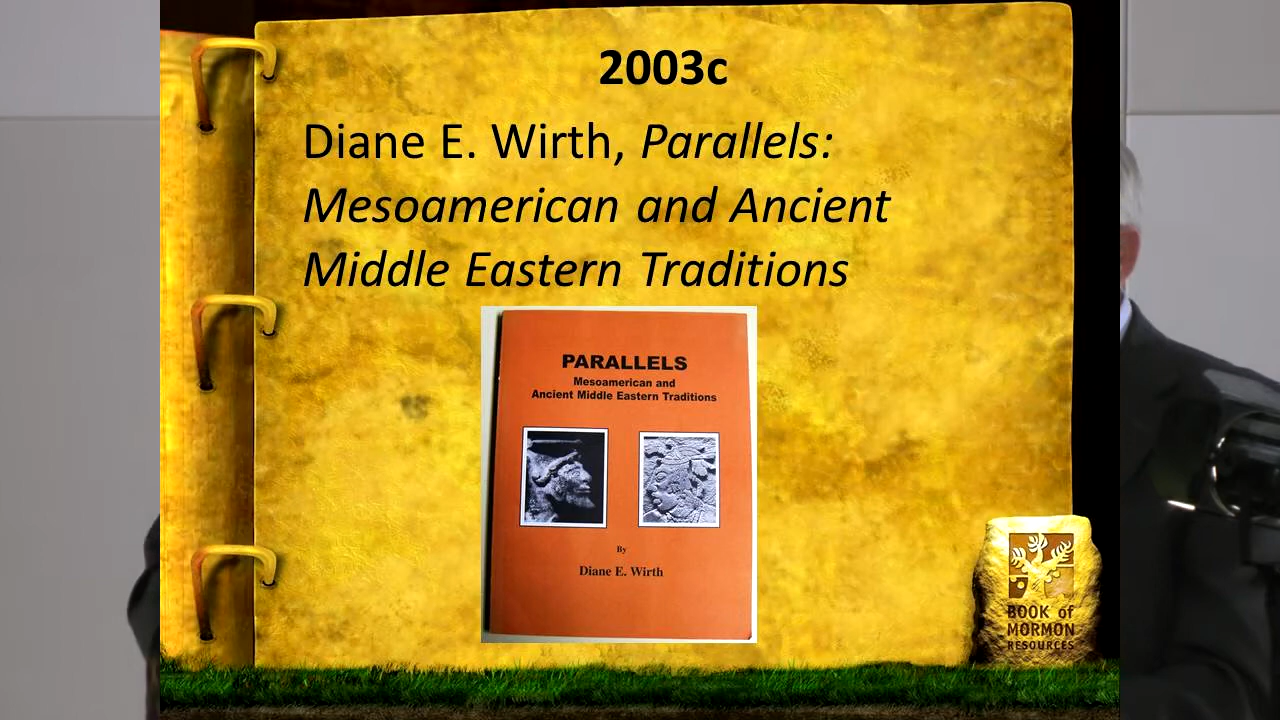 2003c
Diane E. Wirth, Parallels:
Mesoamerican and Ancient
Middle Eastern Traditions
PARALLELS
Mesoamerican and
Ancient Middle Eastern Traditions
By
Diane E. Wirth
BOOK of
MORMON
RESOURCES